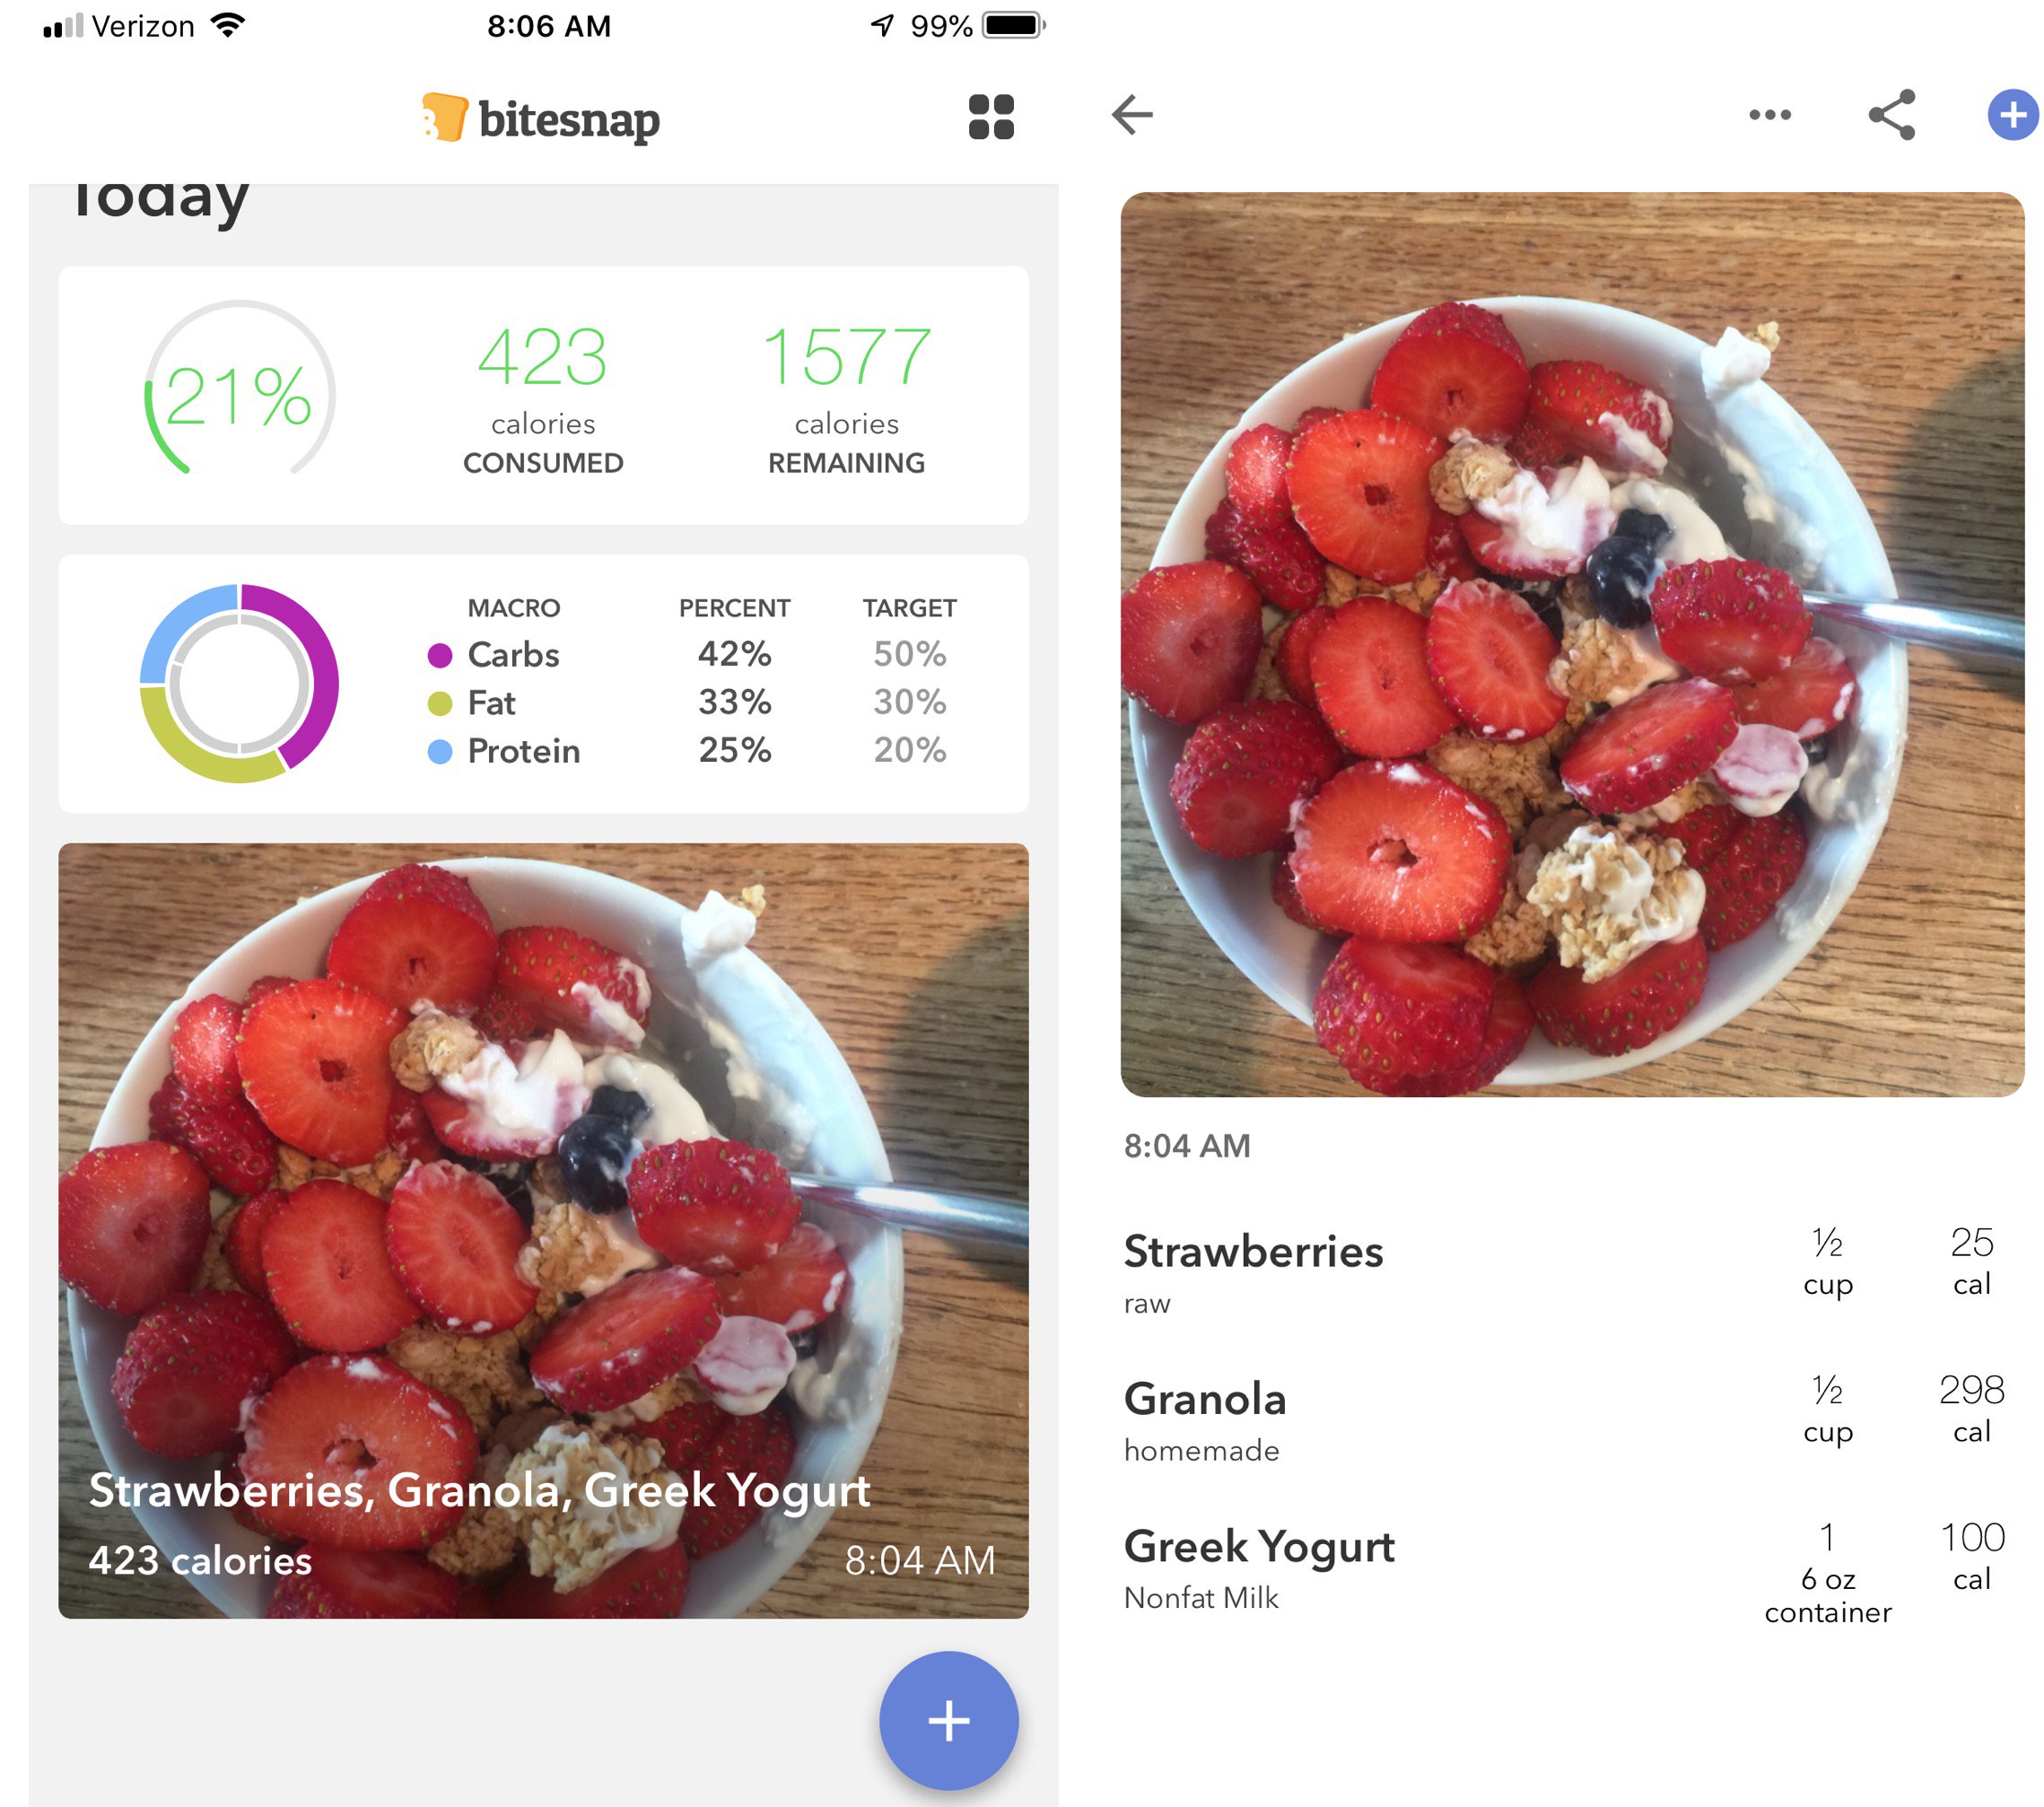 Verizon 8:06 AM 99%
bitesnap
Today
21%
423
calories
CONSUMED
1577
calories
REMAINING
MACRO PERCENT TARGET
Carbs 42% 50%
Fat 33% 30%
Protein 25% 20%
Strawberries, Granola, Greek Yogurt
423 calories 8:04 AM
8:04 AM
Strawberries
raw
½
cup
25
cal
Granola
homemade
½
cup
298
cal
Greek Yogurt
Nonfat Milk
1
6 oz
container
100
cal